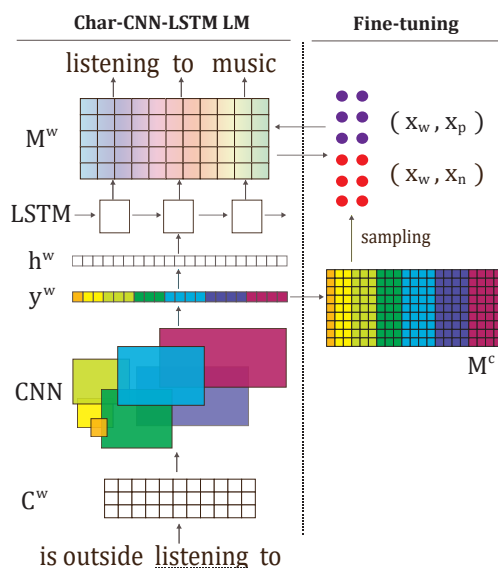 Char-CNN-LSTM LM
Fine-tuning
listening to music
M^w
(x_w, x_p)
(x_w, x_n)
LSTM
sampling
h^w
y^w
M^c
CNN
C^w
is outside listening to